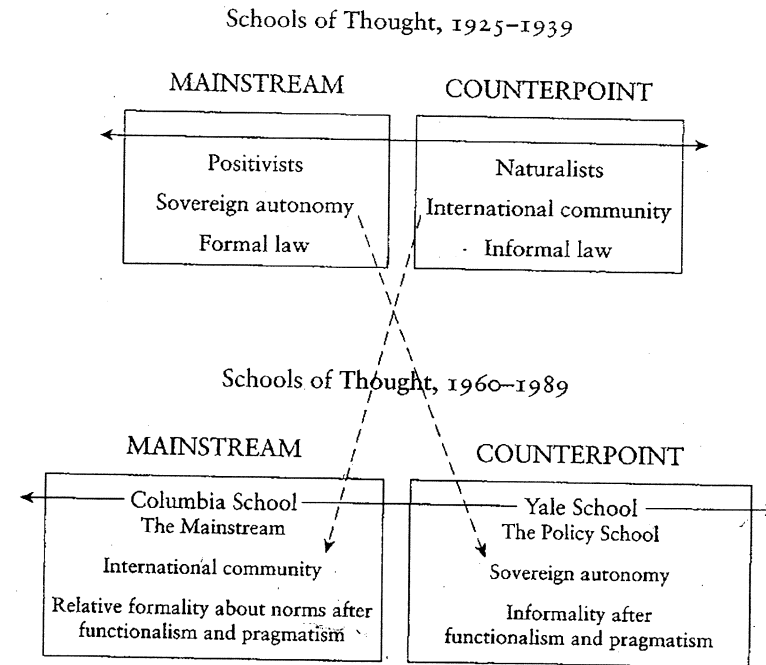 Schools of Thought, 1925–1939
MAINSTREAM
Positivists
Sovereign autonomy
Formal law
COUNTERPOINT
Naturalists
International community
Informal law
Schools of Thought, 1960–1989
MAINSTREAM
Columbia School
The Mainstream
International community
Relative formality about norms after
functionalism and pragmatism
COUNTERPOINT
Yale School
The Policy School
Sovereign autonomy
Informality after
functionalism and pragmatism